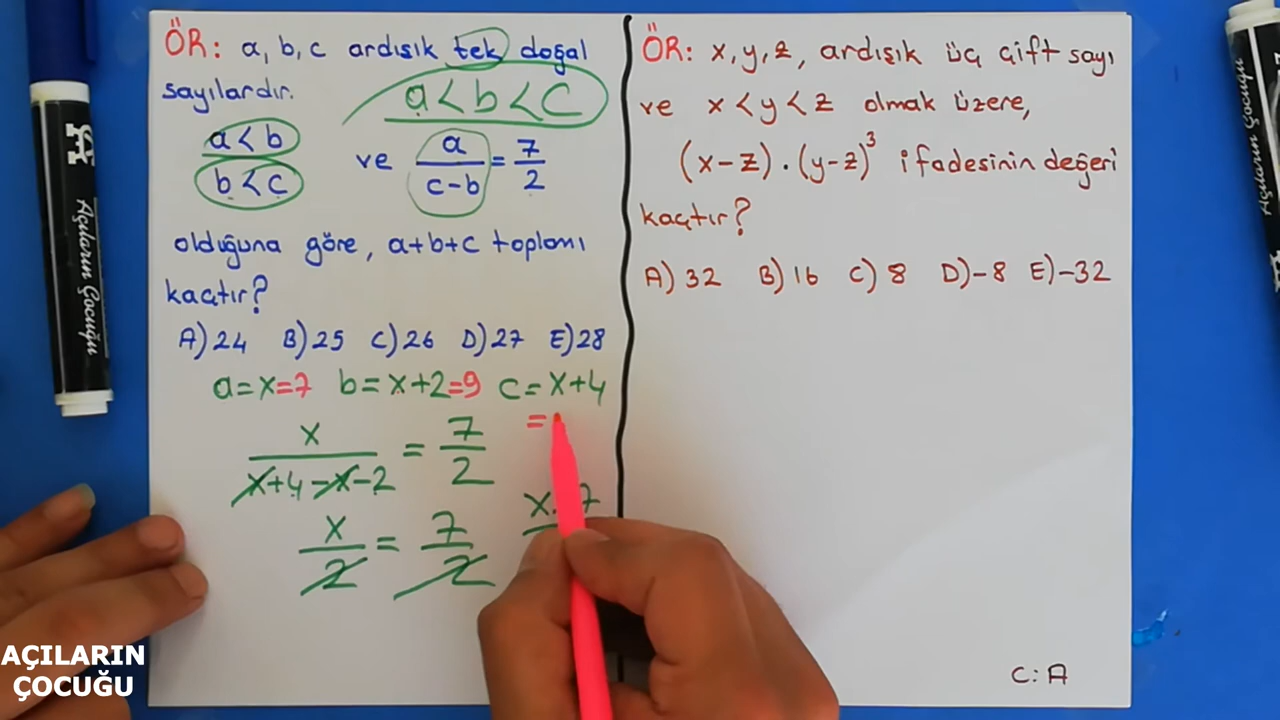 ÖR: a, b, c ardışık tek doğal
sayılardır.
a < b < c
a < b
b < c
ve a/(c-b) = 7/2
olduğuna göre, a+b+c toplamı
kaçtır?
A) 24 B) 25 C) 26 D) 27 E) 28
a = x = 7 b = x+2 = 9 c = x+4
=
x/(x+4-x-2) = 7/2
x/2 = 7/2
ÖR: x, y, z, ardışık üç çift sayı
ve x < y < z olmak üzere,
(x-z).(y-z)³ ifadesinin değeri
kaçtır?
A) 32 B) 16 C) 8 D) -8 E) -32
C: A
Açıların Çocuğu
Açıların Çocuğu
AÇILARIN
ÇOCUĞU